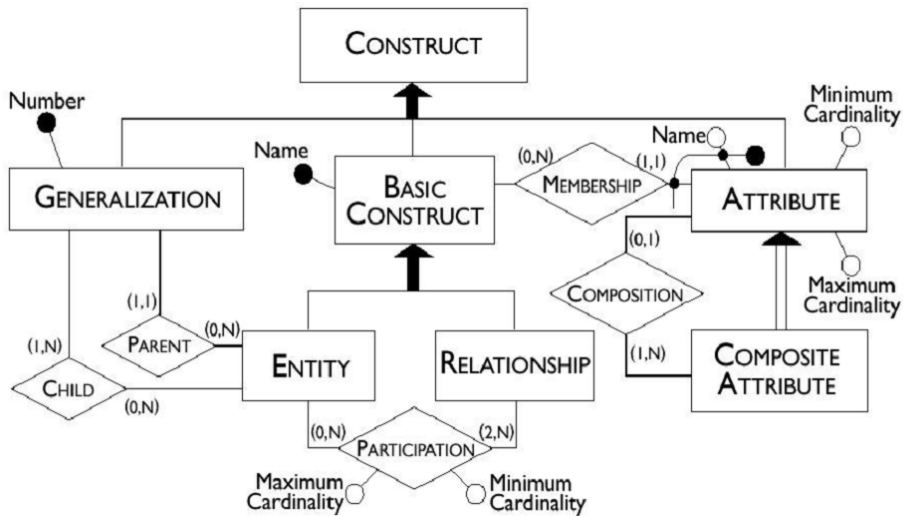 CONSTRUCT
Number
Minimum
Cardinality
Name
Name
(0,N)
(1,1)
GENERALIZATION
BASIC
CONSTRUCT
MEMBERSHIP
ATTRIBUTE
(0,1)
(1,1)
(0,N)
COMPOSITION
Maximum
Cardinality
(1,N)
PARENT
(1,N)
CHILD
(0,N)
ENTITY
RELATIONSHIP
COMPOSITE
ATTRIBUTE
(0,N)
PARTICIPATION
(2,N)
Maximum
Cardinality
Minimum
Cardinality